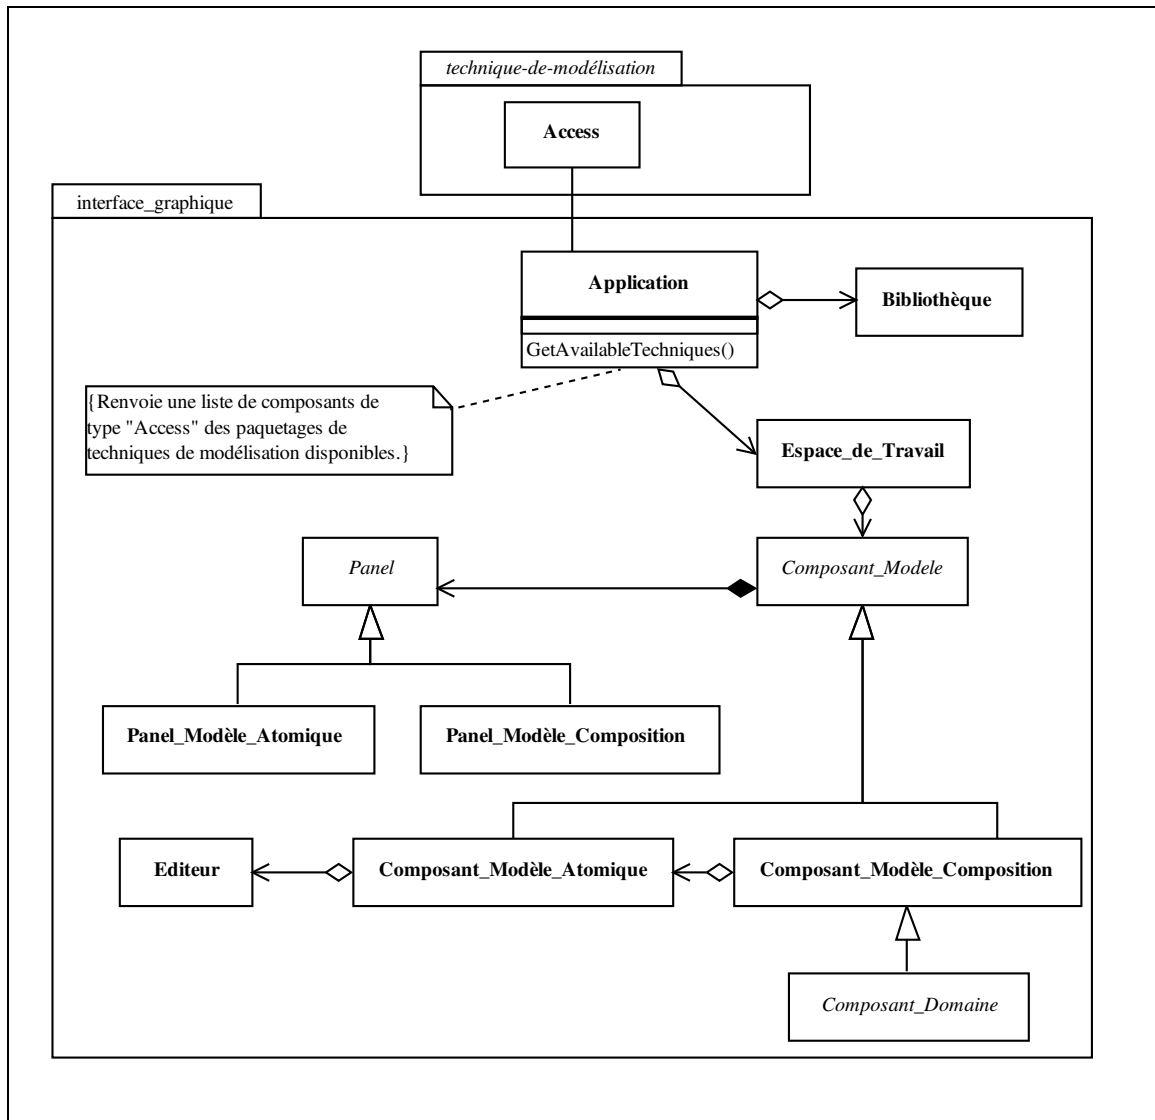 technique-de-modélisation
Access
interface_graphique
Application
Bibliothèque
GetAvailableTechniques()
{Renvoie une liste de composants de
type "Access" des paquetages de
techniques de modélisation disponibles.}
Espace_de_Travail
Panel
Composant_Modele
Panel_Modèle_Atomique
Panel_Modèle_Composition
Editeur
Composant_Modèle_Atomique
Composant_Modèle_Composition
Composant_Domaine